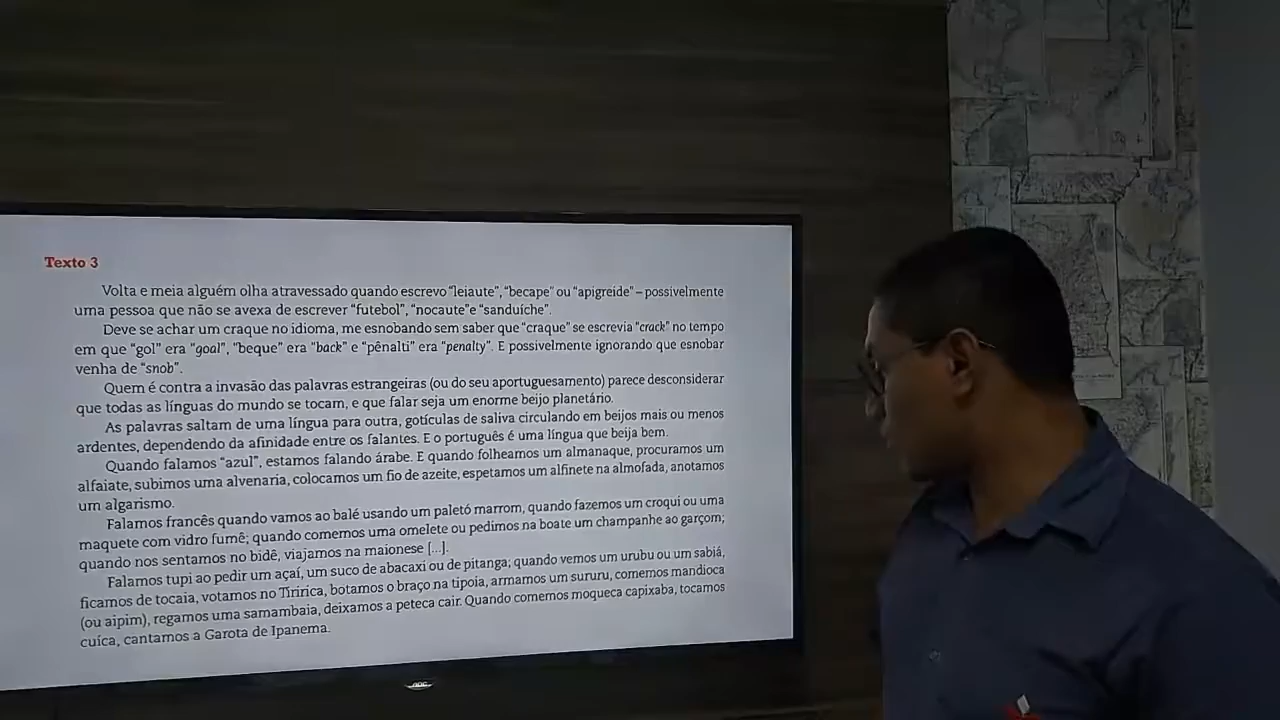 Texto 3
Volta e meia alguém olha atravessado quando escrevo “leiaute”, “becape” ou “apigreide” – possivelmente
uma pessoa que não se avexa de escrever “futebol”, “nocaute”e “sanduíche”.
Deve se achar um craque no idioma, me esnobando sem saber que “craque” se escrevia “crack” no tempo
em que “gol” era “goal”, “beque” era “back” e “pênalti” era “penalty”. E possivelmente ignorando que esnobar
venha de “snob”.
Quem é contra a invasão das palavras estrangeiras (ou do seu aportuguesamento) parece desconsiderar
que todas as línguas do mundo se tocam, e que falar seja um enorme beijo planetário.
As palavras saltam de uma língua para outra, gotículas de saliva circulando em beijos mais ou menos
ardentes, dependendo da afinidade entre os falantes. E o português é uma língua que beija bem.
Quando falamos “azul”, estamos falando árabe. E quando folheamos um almanaque, procuramos um
alfaiate, subimos uma alvenaria, colocamos um fio de azeite, espetamos um alfinete na almofada, anotamos
um algarismo.
Falamos francês quando vamos ao balé usando um paletó marrom, quando fazemos um croqui ou uma
maquete com vidro fumê; quando comemos uma omelete ou pedimos na boate um champanhe ao garçom;
quando nos sentamos no bidê, viajamos na maionese [...].
Falamos tupi ao pedir um açaí, um suco de abacaxi ou de pitanga; quando vemos um urubu ou um sabiá,
ficamos de tocaia, votamos no Tiririca, botamos o braço na tipoia, armamos um sururu, comemos mandioca
(ou aipim), regamos uma samambaia, deixamos a peteca cair. Quando comemos moqueca capixaba, tocamos
cuíca, cantamos a Garota de Ipanema.
AOC